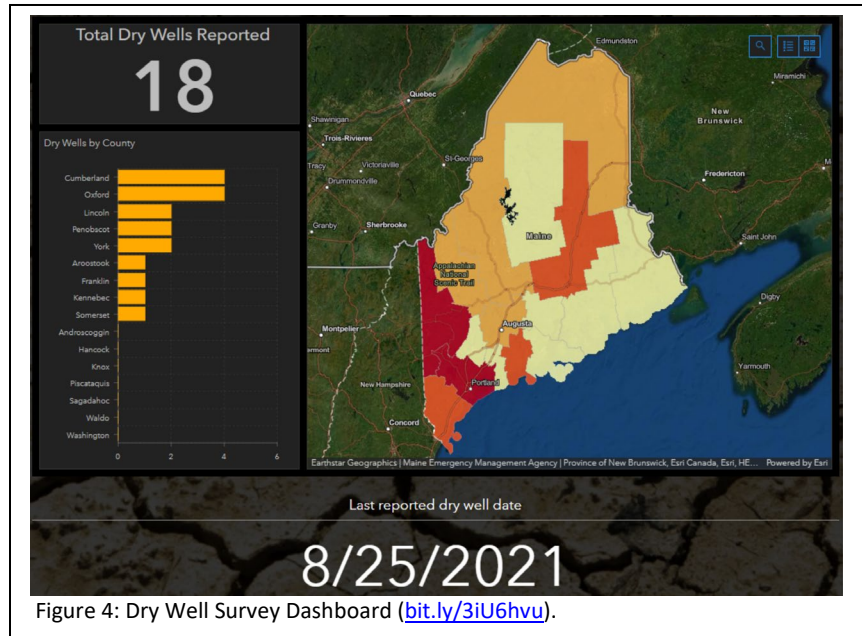 Total Dry Wells Reported
18
Dry Wells by County
Cumberland
Oxford
Lincoln
Penobscot
York
Aroostook
Franklin
Kennebec
Somerset
Androscoggin
Hancock
Knox
Piscataquis
Sagadahoc
Waldo
Washington
0 2 4 6
Edmundston
Miramichi
Quebec
New
Brunswick
Shawinigan
Trois-Rivieres
Tracy
Victoriaville
St-Georges
Drummondville
Fredericton
M
Granby
Sherbrooke
Maine
Saint John
Appalachian
National
Scenic Trail
Digby
Montpelier
Augusta
ermont
Yarmouth
New Hampshire
Portland
Concord
Earthstar Geographics | Maine Emergency Management Agency | Province of New Brunswick, Esri Canada, Esri, HE... Powered by Esri
Last reported dry well date
8/25/2021
Figure 4: Dry Well Survey Dashboard (bit.ly/3iU6hvu).